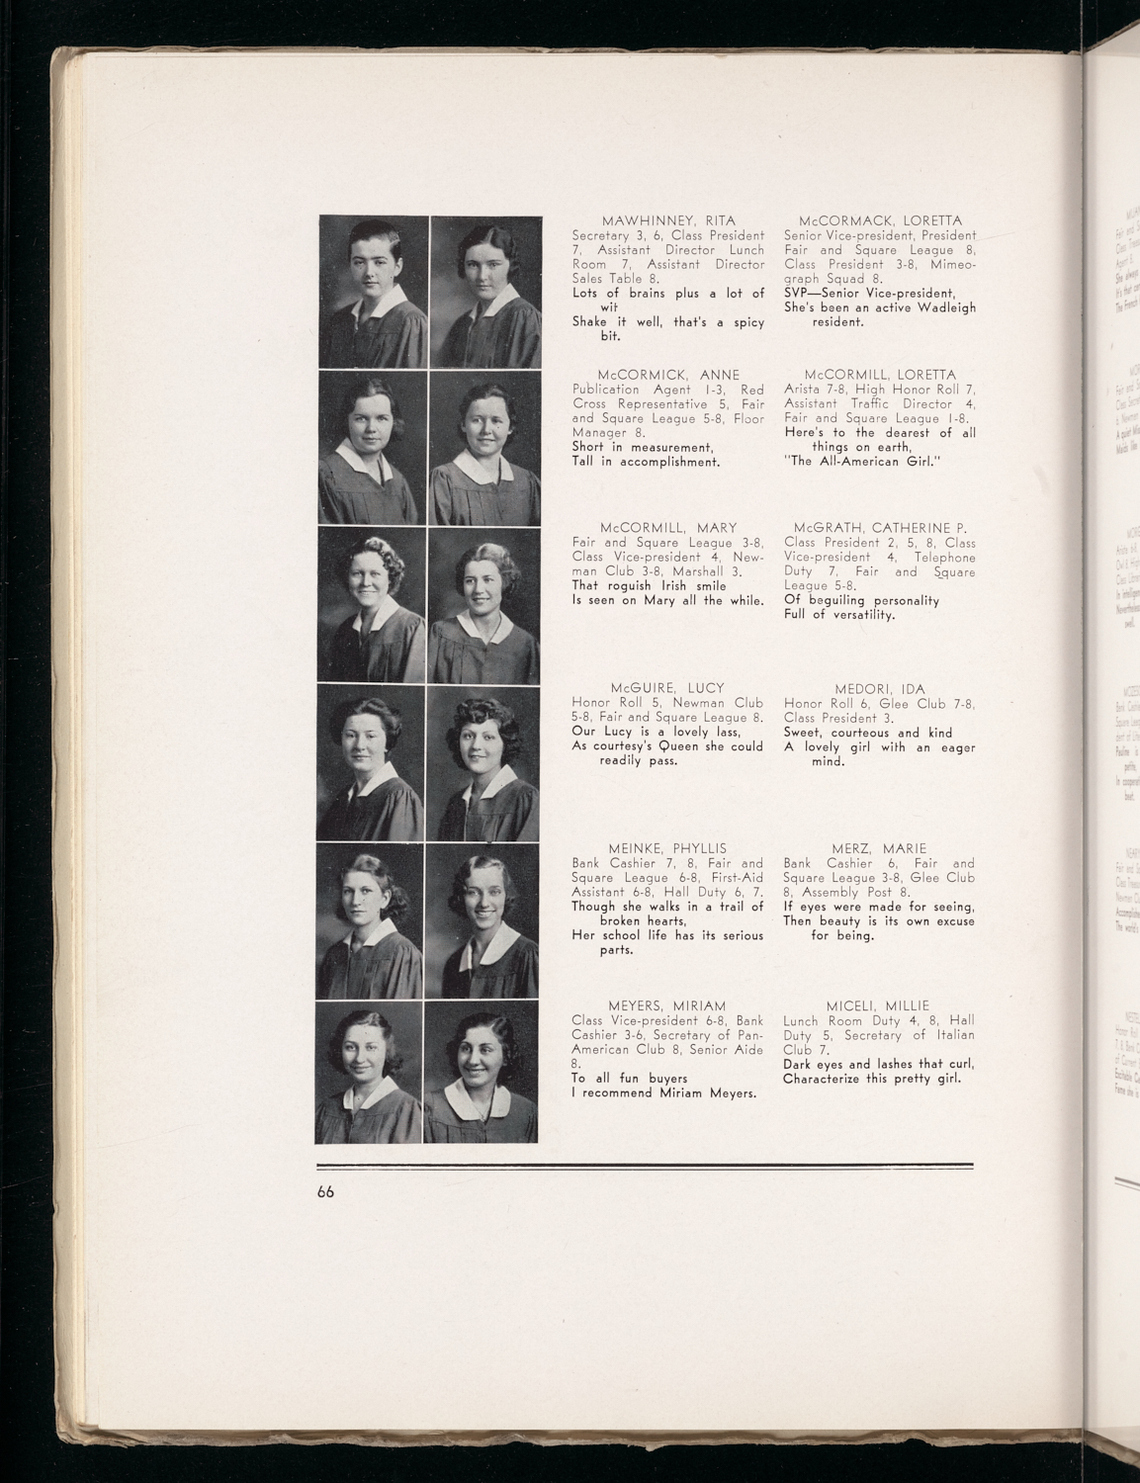 MAWHINNEY, RITA
Secretary 3, 6, Class President
7, Assistant Director Lunch
Room 7, Assistant Director
Sales Table 8.
Lots of brains plus a lot of
wit
Shake it well, that's a spicy
bit.
McCORMACK, LORETTA
Senior Vice-president, President
Fair and Square League 8,
Class President 3-8, Mimeo-
graph Squad 8.
SVP—Senior Vice-president,
She's been an active Wadleigh
resident.
McCORMICK, ANNE
Publication Agent 1-3, Red
Cross Representative 5, Fair
and Square League 5-8, Floor
Manager 8.
Short in measurement,
Tall in accomplishment.
McCORMILL, LORETTA
Arista 7-8, High Honor Roll 7,
Assistant Traffic Director 4,
Fair and Square League 1-8.
Here's to the dearest of all
things on earth,
"The All-American Girl."
McCORMILL, MARY
Fair and Square League 3-8,
Class Vice-president 4, New-
man Club 3-8, Marshall 3.
That roguish Irish smile
Is seen on Mary all the while.
McGRATH, CATHERINE P.
Class President 2, 5, 8, Class
Vice-president 4, Telephone
Duty 7, Fair and Square
League 5-8.
Of beguiling personality
Full of versatility.
McGUIRE, LUCY
Honor Roll 5, Newman Club
5-8, Fair and Square League 8.
Our Lucy is a lovely lass,
As courtesy's Queen she could
readily pass.
MEDORI, IDA
Honor Roll 6, Glee Club 7-8,
Class President 3.
Sweet, courteous and kind
A lovely girl with an eager
mind.
MEINKE, PHYLLIS
Bank Cashier 7, 8, Fair and
Square League 6-8, First-Aid
Assistant 6-8, Hall Duty 6, 7.
Though she walks in a trail of
broken hearts,
Her school life has its serious
parts.
MERZ, MARIE
Bank Cashier 6, Fair and
Square League 3-8, Glee Club
8, Assembly Post 8.
If eyes were made for seeing,
Then beauty is its own excuse
for being.
MEYERS, MIRIAM
Class Vice-president 6-8, Bank
Cashier 3-6, Secretary of Pan-
American Club 8, Senior Aide
8.
To all fun buyers
I recommend Miriam Meyers.
MICELI, MILLIE
Lunch Room Duty 4, 8, Hall
Duty 5, Secretary of Italian
Club 7.
Dark eyes and lashes that curl,
Characterize this pretty girl.
66